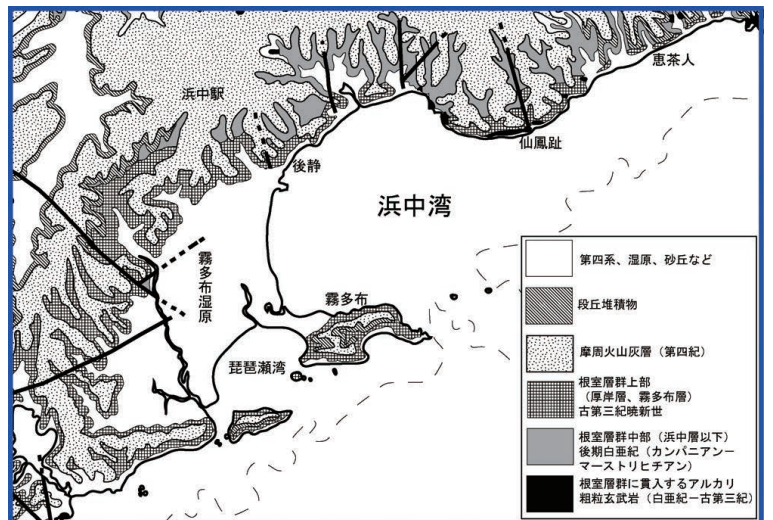 恵茶人
浜中駅
仙鳳趾
後静
浜中湾
霧多布湿原
霧多布
琵琶瀬湾
第四系、湿原、砂丘など
段丘堆積物
摩周火山灰層（第四紀）
根室層群上部
（厚岸層、霧多布層）
古第三紀暁新世
根室層群中部（浜中層以下）
後期白亜紀（カンパニアンー
マーストリヒチアン）
根室層群に貫入するアルカリ
粗粒玄武岩（白亜紀ー古第三紀）